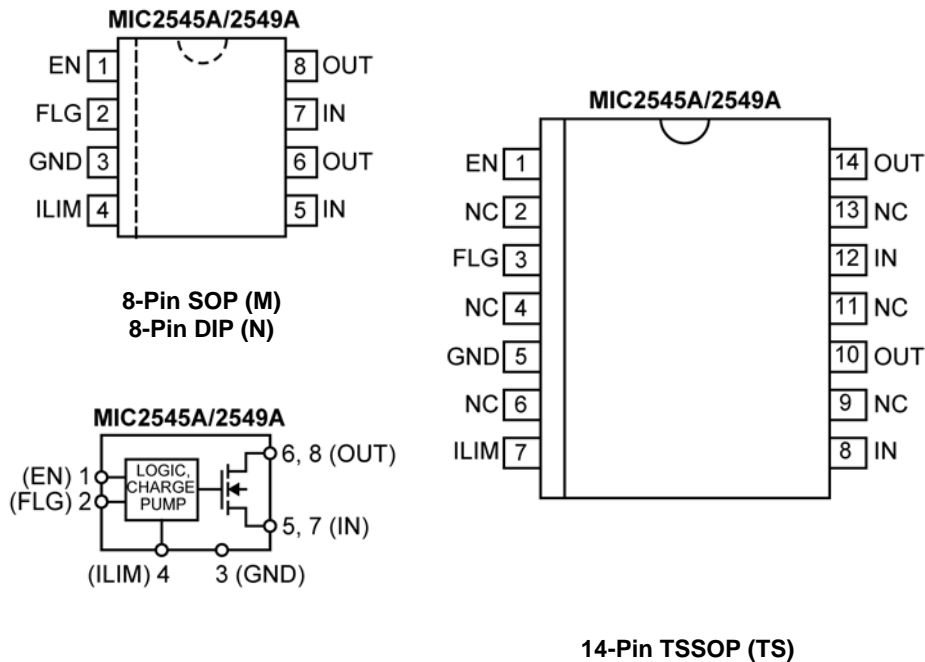 MIC2545A/2549A
EN 1 8 OUT
FLG 2 7 IN
GND 3 6 OUT
ILIM 4 5 IN
8-Pin SOP (M)
8-Pin DIP (N)
MIC2545A/2549A
(EN) 1
(FLG) 2
LOGIC,
CHARGE
PUMP
6, 8 (OUT)
5, 7 (IN)
(ILIM) 4 3 (GND)
MIC2545A/2549A
EN 1 14 OUT
NC 2 13 NC
FLG 3 12 IN
NC 4 11 NC
GND 5 10 OUT
NC 6 9 NC
ILIM 7 8 IN
14-Pin TSSOP (TS)